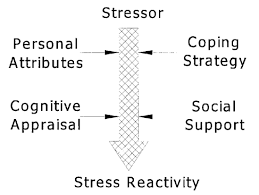 Stressor
Personal
Attributes
Coping
Strategy
Cognitive
Appraisal
Social
Support
Stress Reactivity